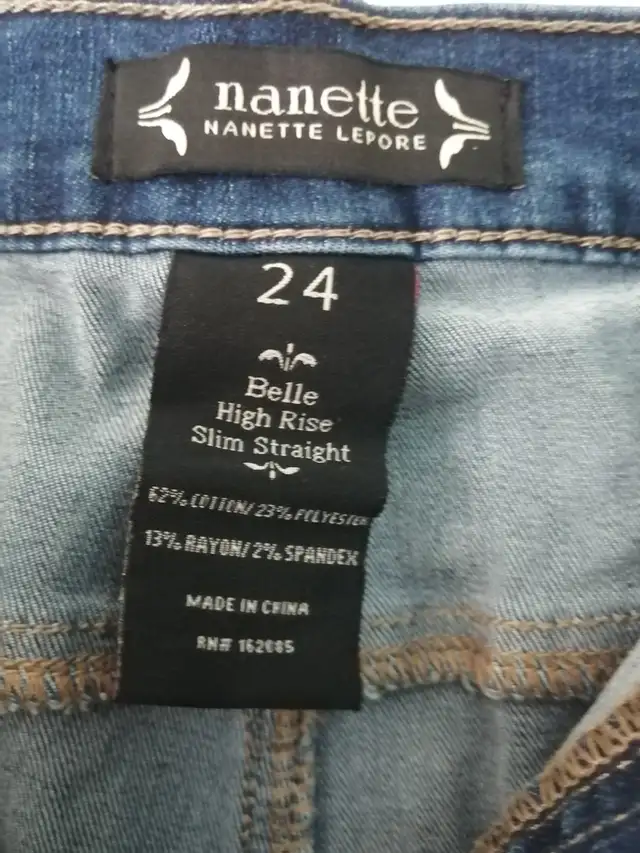 nanette
NANETTE LEPORE
24
Belle
High Rise
Slim Straight
62% COTTON/23% POLYESTER
13% RAYON/2% SPANDEX
MADE IN CHINA
RN#